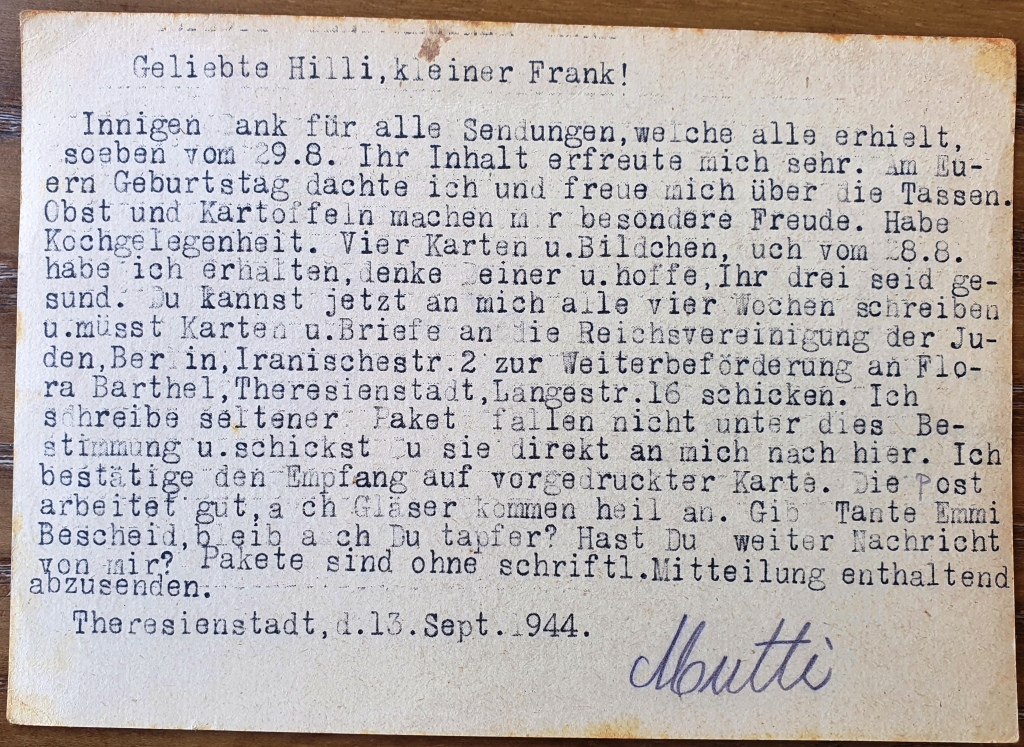 Geliebte Hilli, kleiner Frank!
Innigen Dank für alle Sendungen, welche alle erhielt,
soeben vom 29.8. Ihr Inhalt erfreute mich sehr. Am Eu-
ern Geburtstag dachte ich und freue mich über die Tassen.
Obst und Kartoffeln machen mir besondere Freude. Habe
Kochgelegenheit. Vier Karten u.Bildchen, uch vom 28.8.
habe ich erhalten, denke Deiner u.hoffe, Ihr drei seid ge-
sund. Du kannst jetzt an mich alle vier Wochen schreiben
u.müsst Karten u.Briefe an die Reichsvereinigung der Ju-
den, Berlin, Iranischestr.2 zur Weiterbeförderung an Flo-
ra Barthel, Theresienstadt, Langestr.16 schicken. Ich
schreibe seltener Paket fallen nicht unter dies Be-
stimmung u.schickst Du sie direkt an mich nach hier. Ich
bestätige den Empfang auf vorgedruckter Karte. Die Post
arbeitet gut, a ch Gläser kommen heil an. Gib Tante Emmi
Bescheid, bleib a ch Du tapfer? Hast Du weiter Nachricht
von mir? Pakete sind ohne schriftl.Mitteilung enthaltend
abzusenden.
Theresienstadt, d.13.Sept.1944.
Mutti